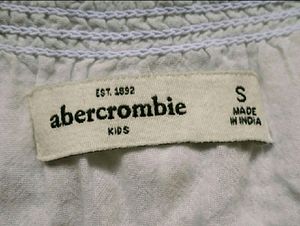 EST. 1892
abercrombie
KIDS
S
MADE
IN INDIA